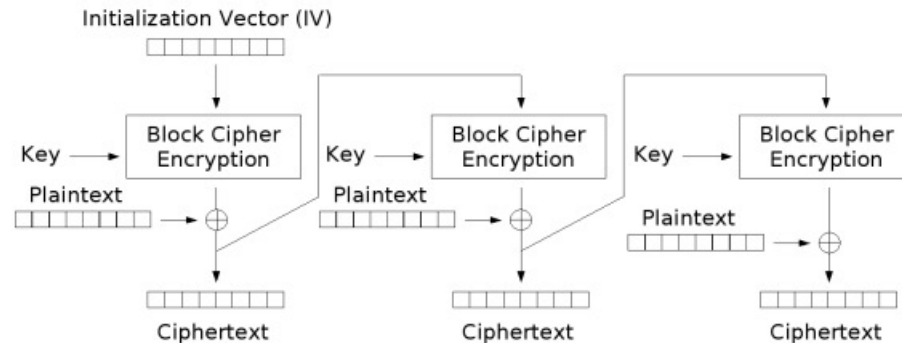 Initialization Vector (IV)
Key
Block Cipher
Encryption
Plaintext
Ciphertext
Key
Block Cipher
Encryption
Plaintext
Ciphertext
Key
Block Cipher
Encryption
Plaintext
Ciphertext